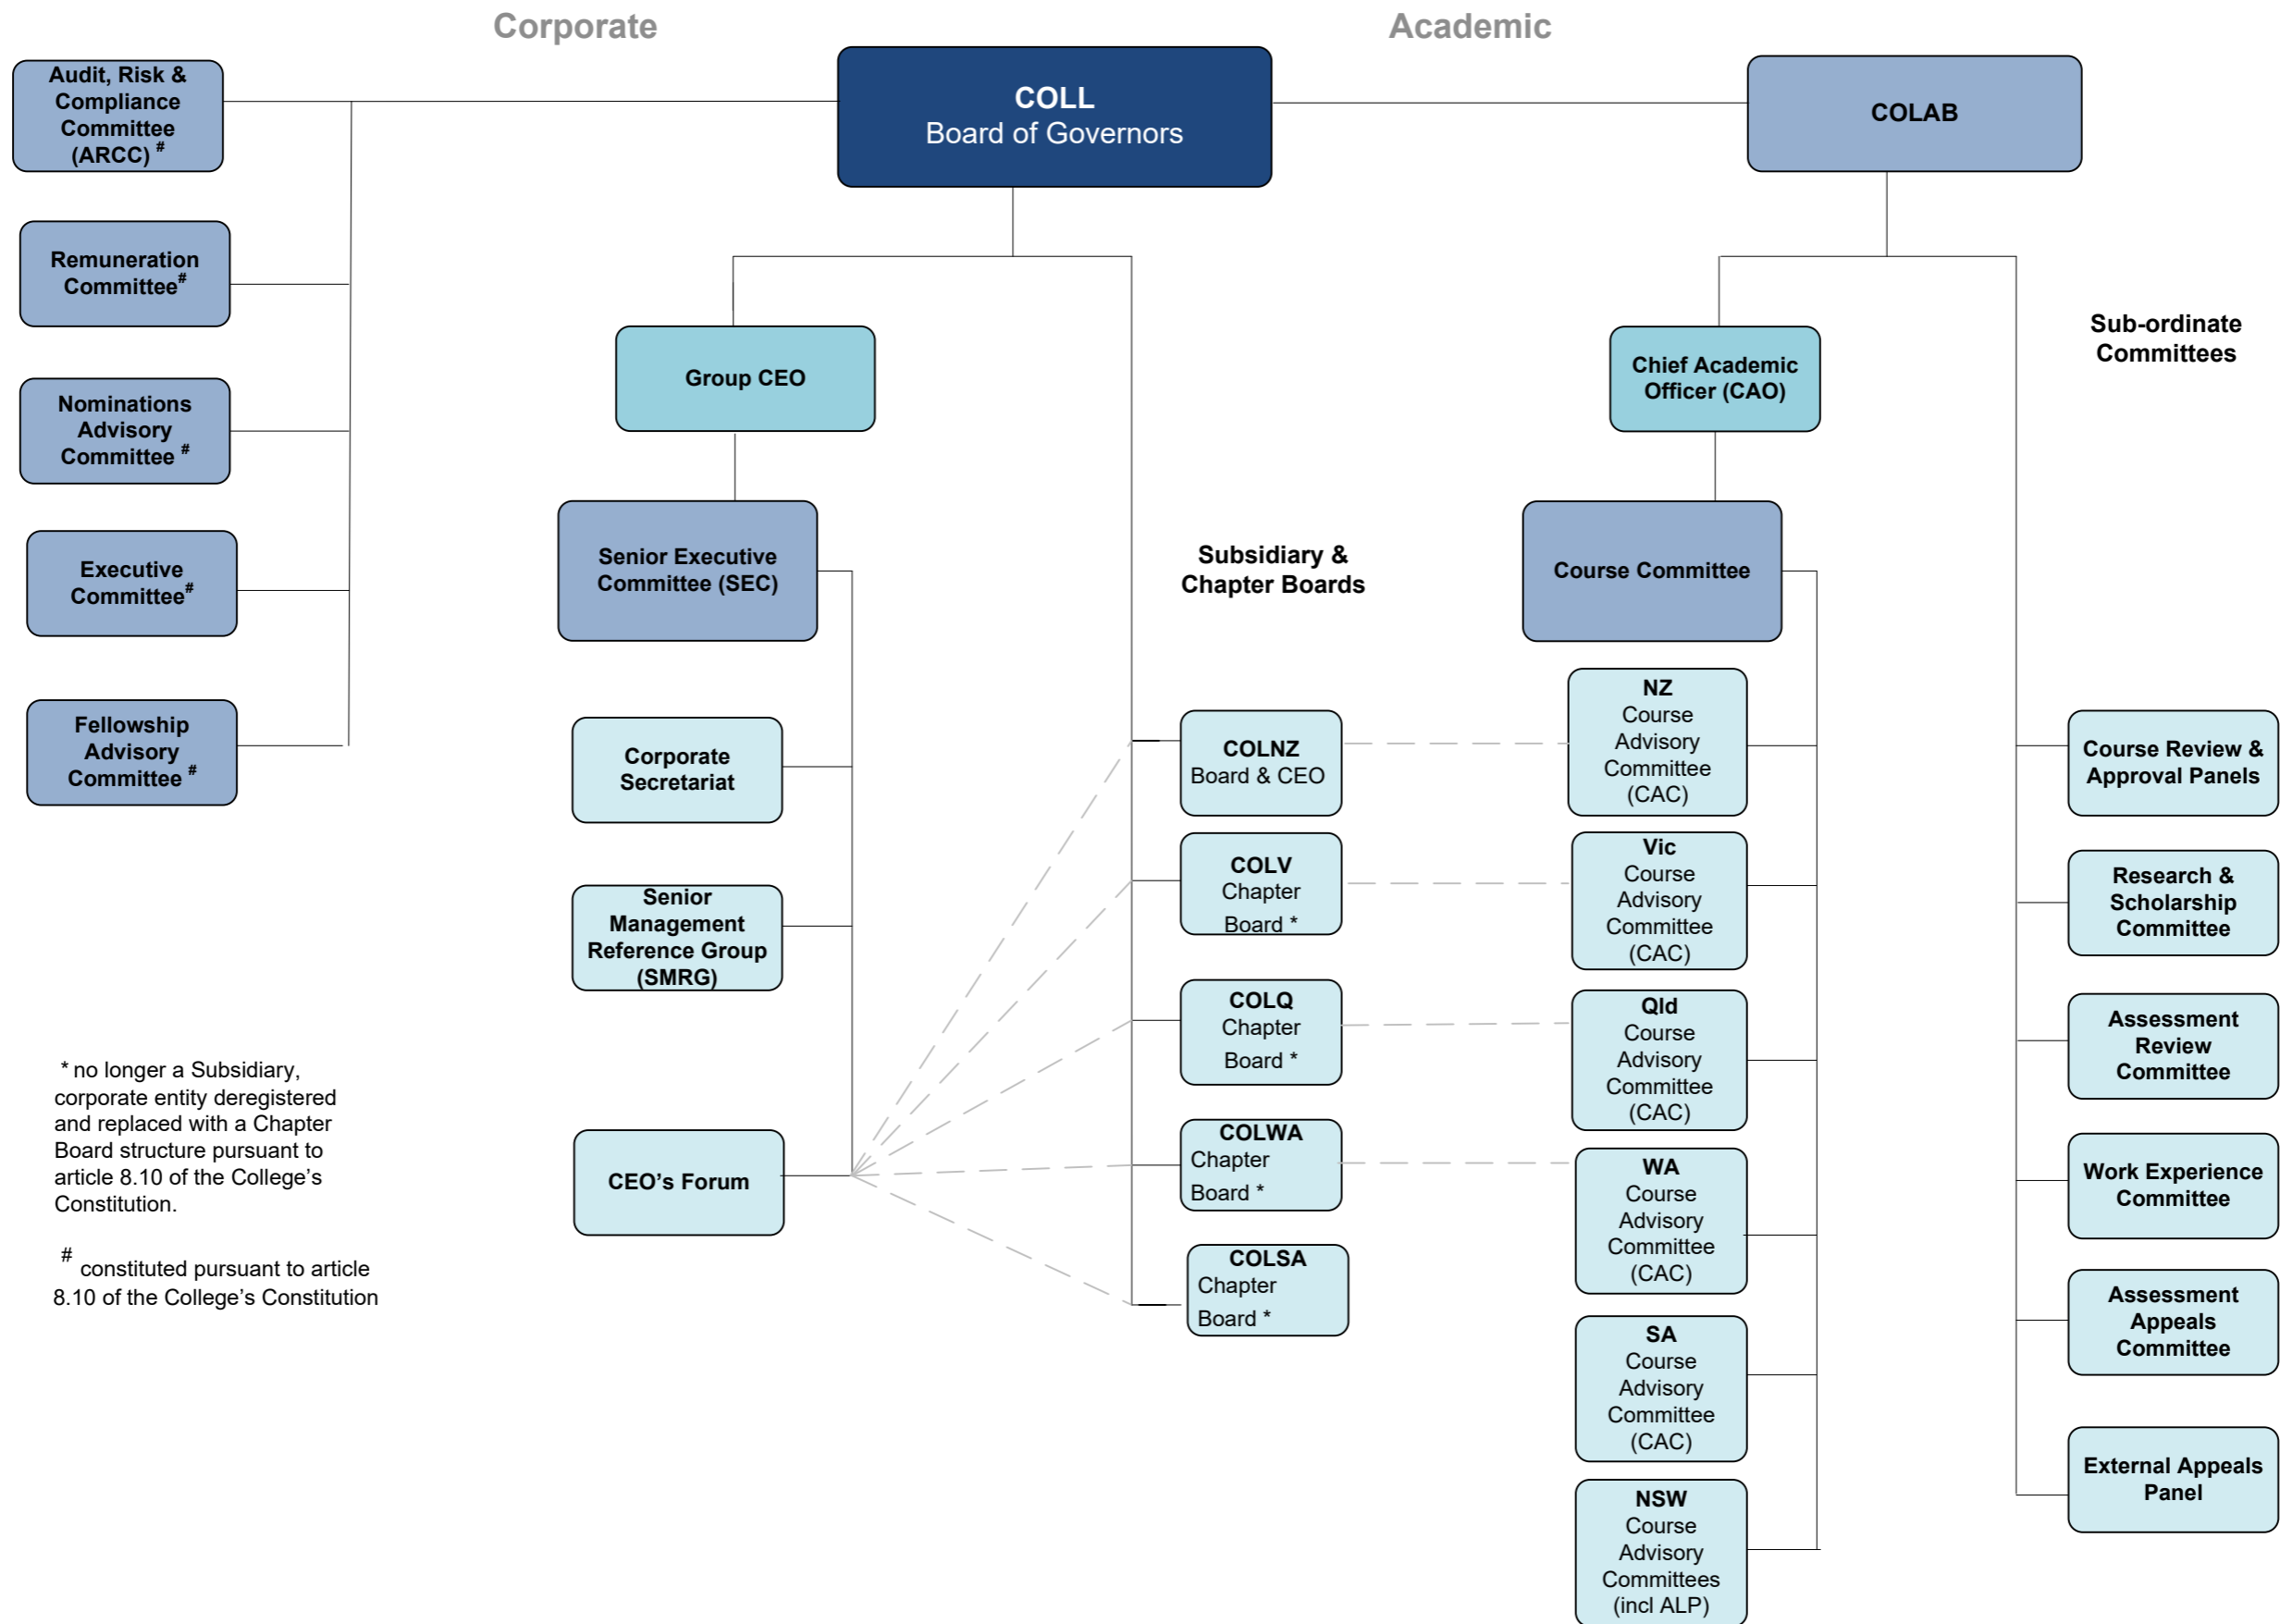 Corporate
Academic
Audit, Risk &
Compliance
Committee
(ARCC) #
COLL
Board of Governors
COLAB
Remuneration
Committee#
Nominations
Advisory
Committee #
Executive
Committee#
Fellowship
Advisory
Committee #
Group CEO
Senior Executive
Committee (SEC)
Corporate
Secretariat
Senior
Management
Reference Group
(SMRG)
CEO’s Forum
Subsidiary &
Chapter Boards
COLNZ
Board & CEO
COLV
Chapter
Board *
COLQ
Chapter
Board *
COLWA
Chapter
Board *
COLSA
Chapter
Board *
Chief Academic
Officer (CAO)
Course Committee
NZ
Course
Advisory
Committee
(CAC)
Vic
Course
Advisory
Committee
(CAC)
Qld
Course
Advisory
Committee
(CAC)
WA
Course
Advisory
Committee
(CAC)
SA
Course
Advisory
Committee
(CAC)
NSW
Course
Advisory
Committees
(incl ALP)
Sub-ordinate
Committees
Course Review &
Approval Panels
Research &
Scholarship
Committee
Assessment
Review
Committee
Work Experience
Committee
Assessment
Appeals
Committee
External Appeals
Panel
* no longer a Subsidiary,
corporate entity deregistered
and replaced with a Chapter
Board structure pursuant to
article 8.10 of the College’s
Constitution.
# constituted pursuant to article
8.10 of the College’s Constitution